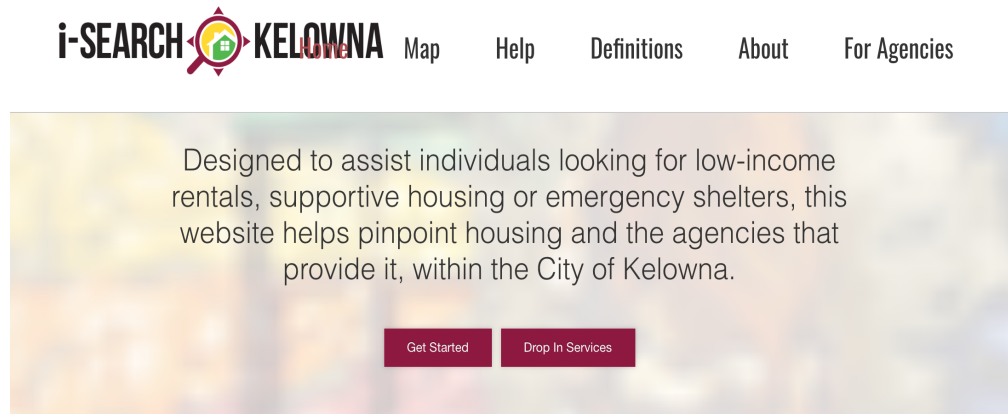 i-SEARCH KELOWNA
Home Map Help Definitions About For Agencies
Designed to assist individuals looking for low-income
rentals, supportive housing or emergency shelters, this
website helps pinpoint housing and the agencies that
provide it, within the City of Kelowna.
Get Started Drop In Services